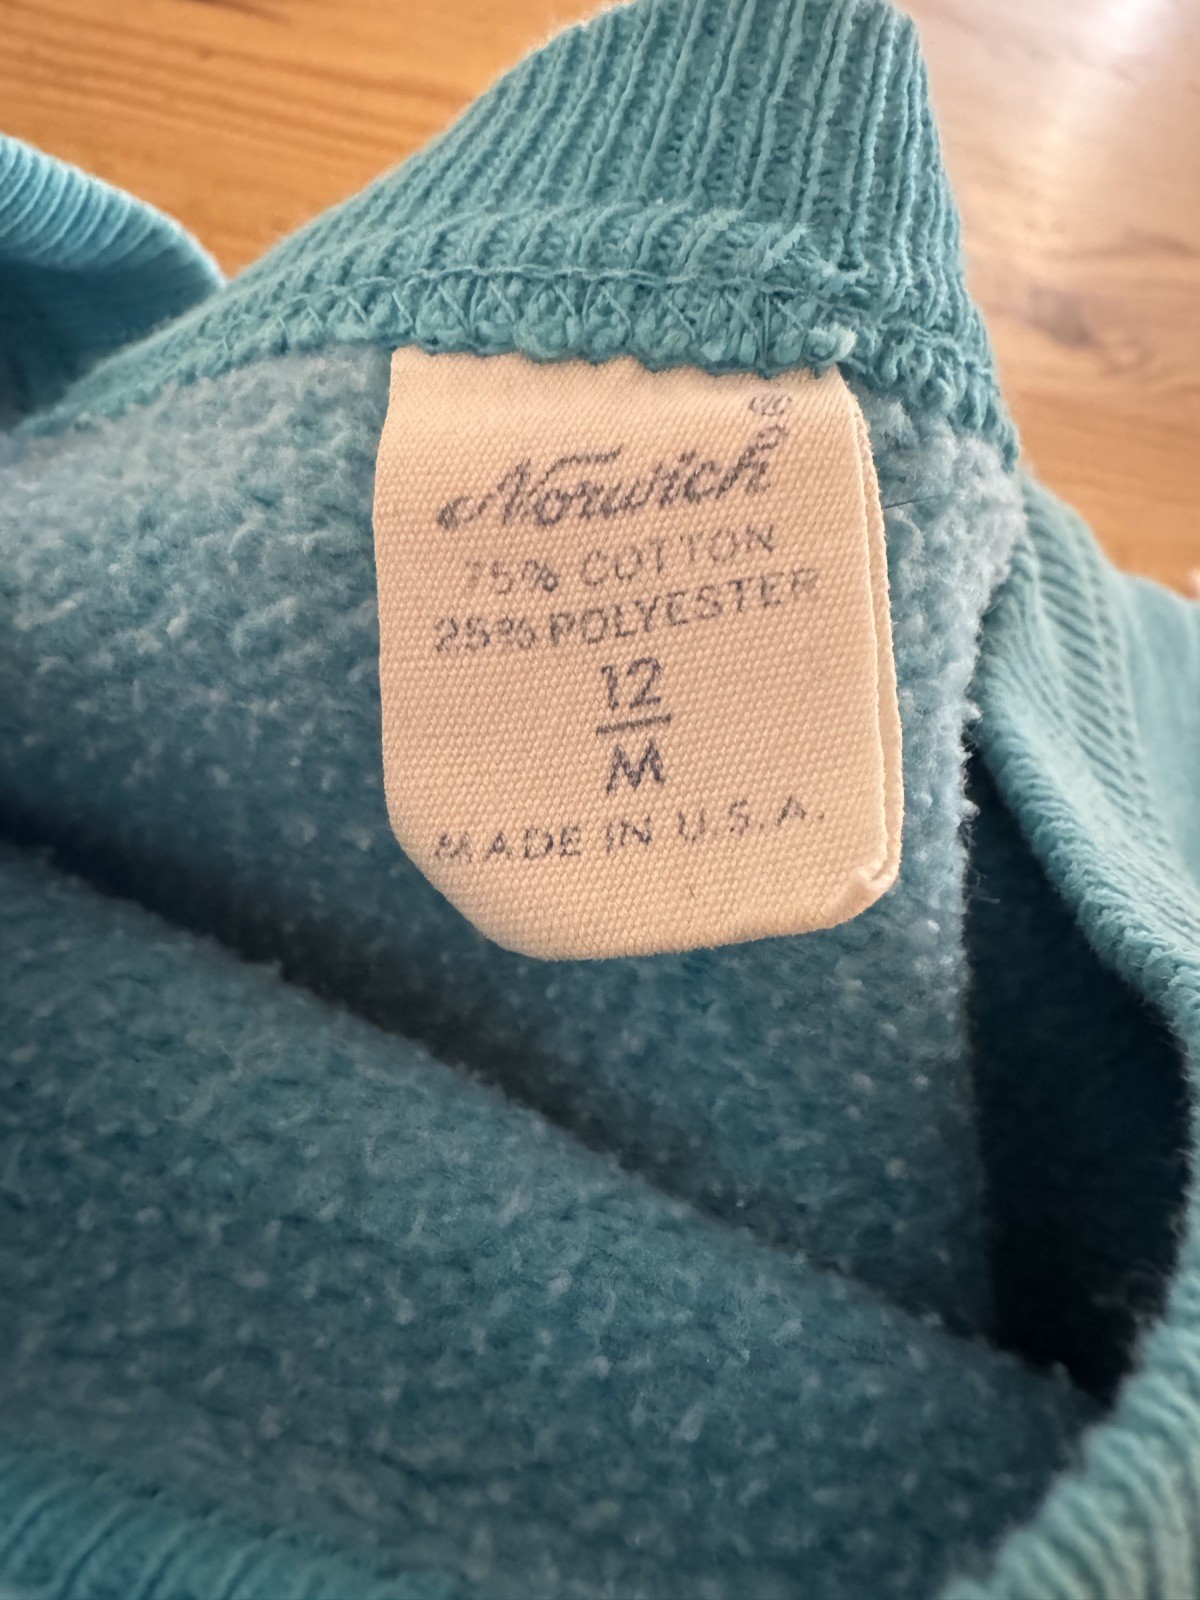 Norwich
75% COTTON
25% POLYESTER
12
M
MADE IN U.S.A.